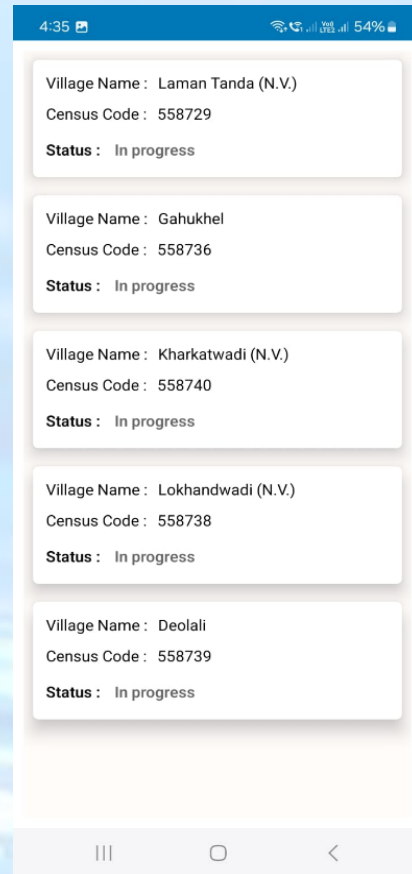 4:35
Vo))
LTE2
54%
Village Name : Laman Tanda (N.V.)
Census Code : 558729
Status : In progress
Village Name : Gahukhel
Census Code : 558736
Status : In progress
Village Name : Kharkatwadi (N.V.)
Census Code : 558740
Status : In progress
Village Name : Lokhandwadi (N.V.)
Census Code : 558738
Status : In progress
Village Name : Deolali
Census Code : 558739
Status : In progress